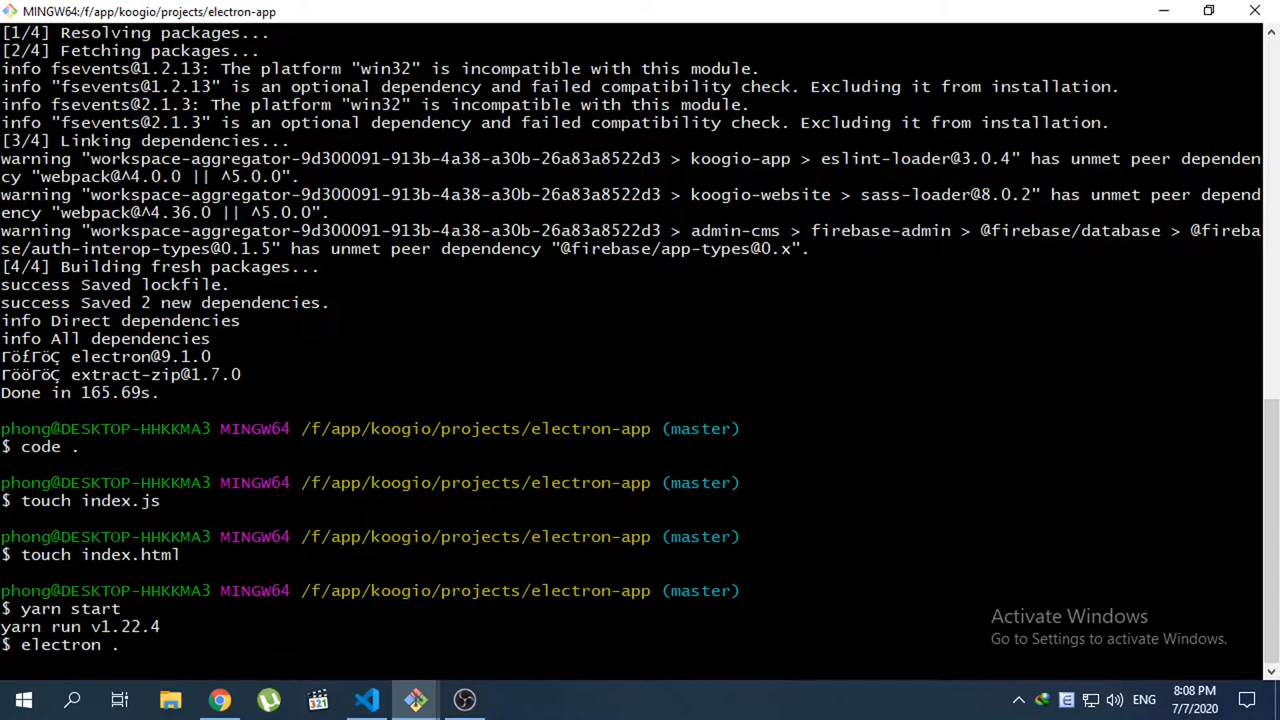 MINGW64:/f/app/koogio/projects/electron-app
[1/4] Resolving packages...
[2/4] Fetching packages...
info fsevents@1.2.13: The platform "win32" is incompatible with this module.
info "fsevents@1.2.13" is an optional dependency and failed compatibility check. Excluding it from installation.
info fsevents@2.1.3: The platform "win32" is incompatible with this module.
info "fsevents@2.1.3" is an optional dependency and failed compatibility check. Excluding it from installation.
[3/4] Linking dependencies...
warning "workspace-aggregator-9d300091-913b-4a38-a30b-26a83a8522d3 > koogio-app > eslint-loader@3.0.4" has unmet peer dependen
cy "webpack@^4.0.0 || ^5.0.0".
warning "workspace-aggregator-9d300091-913b-4a38-a30b-26a83a8522d3 > koogio-website > sass-loader@8.0.2" has unmet peer depend
ency "webpack@^4.36.0 || ^5.0.0".
warning "workspace-aggregator-9d300091-913b-4a38-a30b-26a83a8522d3 > admin-cms > firebase-admin > @firebase/database > @fireba
se/auth-interop-types@0.1.5" has unmet peer dependency "@firebase/app-types@0.x".
[4/4] Building fresh packages...
success Saved lockfile.
success Saved 2 new dependencies.
info Direct dependencies
info All dependencies
Γö£ΓöÇ electron@9.1.0
ΓööΓöÇ extract-zip@1.7.0
Done in 165.69s.
phong@DESKTOP-HHKKMA3 MINGW64 /f/app/koogio/projects/electron-app (master)
$ code .
phong@DESKTOP-HHKKMA3 MINGW64 /f/app/koogio/projects/electron-app (master)
$ touch index.js
phong@DESKTOP-HHKKMA3 MINGW64 /f/app/koogio/projects/electron-app (master)
$ touch index.html
phong@DESKTOP-HHKKMA3 MINGW64 /f/app/koogio/projects/electron-app (master)
$ yarn start
yarn run v1.22.4
$ electron .
Activate Windows
Go to Settings to activate Windows.
321
ENG
8:08 PM
7/7/2020